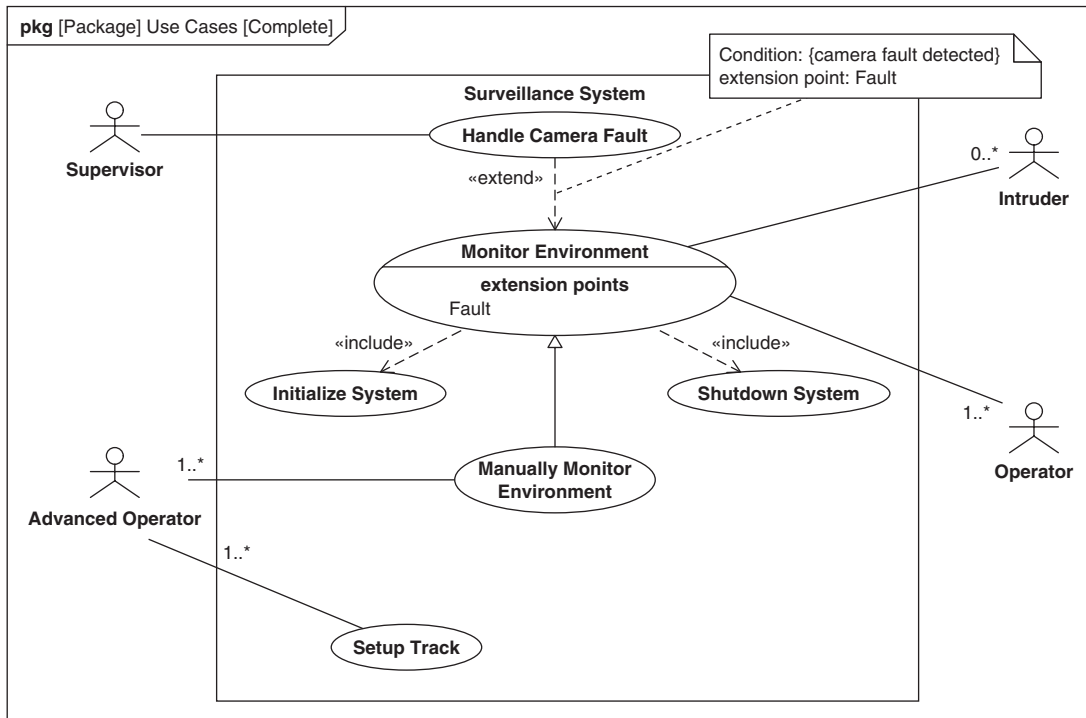 pkg [Package] Use Cases [Complete]
Condition: {camera fault detected}
extension point: Fault
Surveillance System
Handle Camera Fault
Supervisor
«extend»
0..*
Intruder
Monitor Environment
extension points
Fault
«include»
«include»
Initialize System
Shutdown System
1..*
Operator
1..*
Manually Monitor
Environment
Advanced Operator
1..*
Setup Track